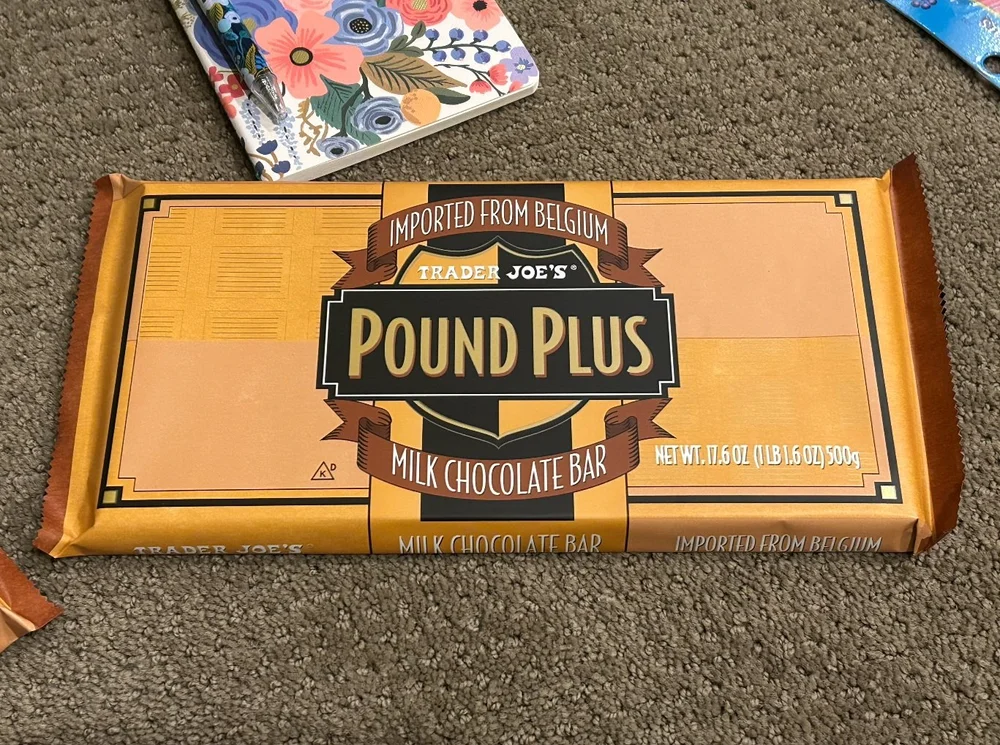 IMPORTED FROM BELGIUM
TRADER JOE'S®
POUND PLUS
MILK CHOCOLATE BAR
NET WT. 17.6 OZ (1 LB 1.6 OZ) 500g
K D
TRADER JOE'S
MILK CHOCOLATE BAR
IMPORTED FROM BELGIUM